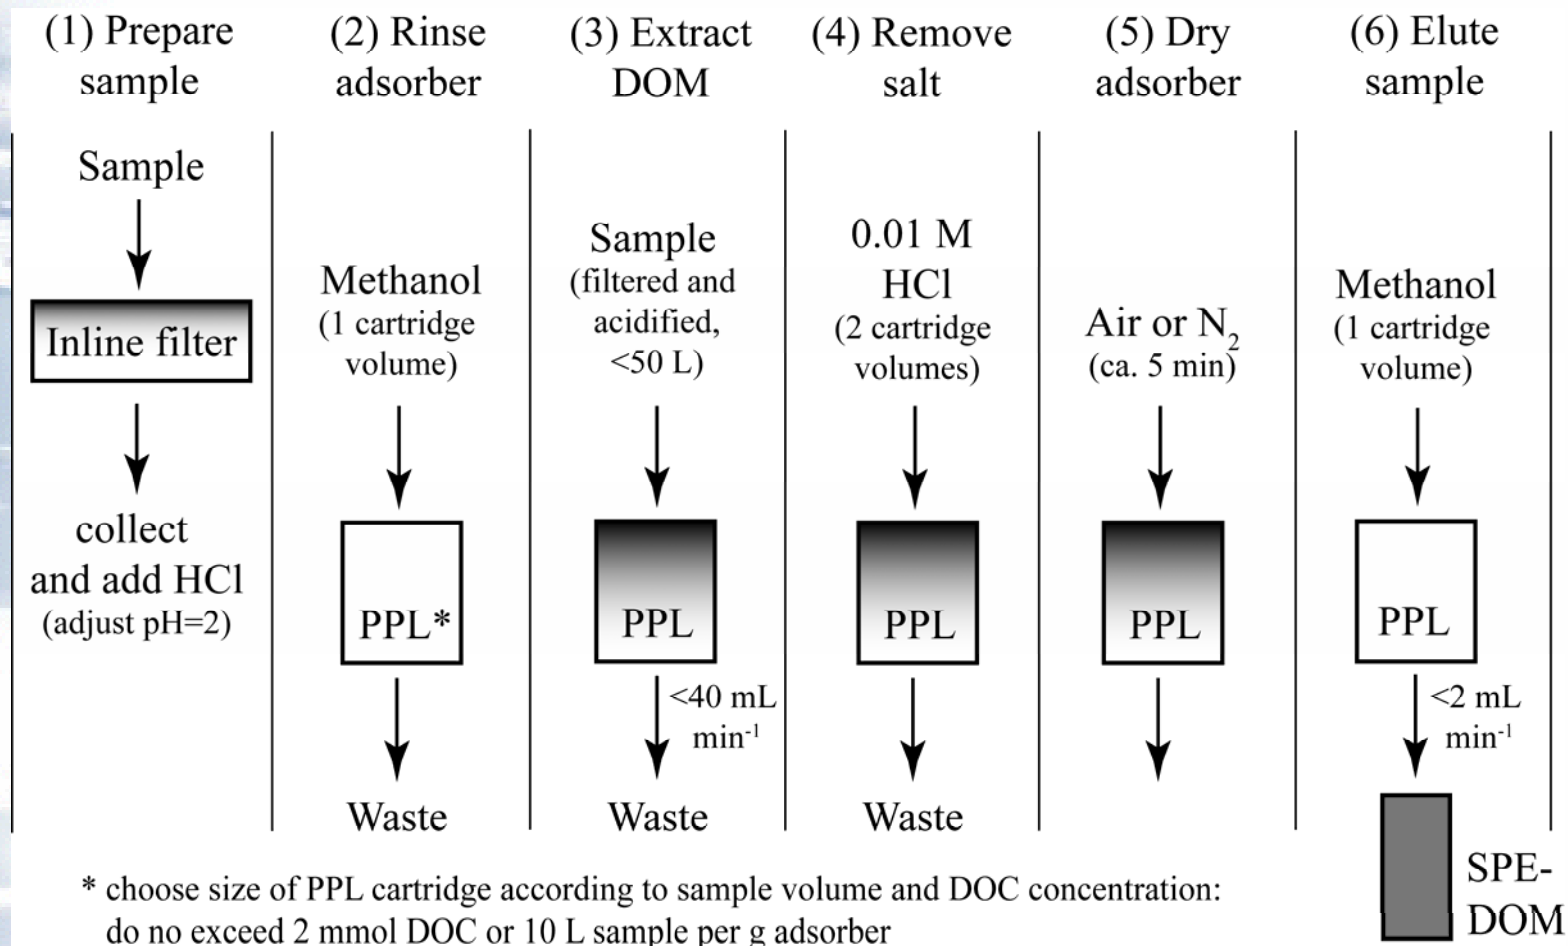 (1) Prepare
sample
(2) Rinse
adsorber
(3) Extract
DOM
(4) Remove
salt
(5) Dry
adsorber
(6) Elute
sample
Sample
Inline filter
collect
and add HCl
(adjust pH=2)
Methanol
(1 cartridge
volume)
PPL*
Waste
Sample
(filtered and
acidified,
<50 L)
PPL
<40 mL
min⁻¹
Waste
0.01 M
HCl
(2 cartridge
volumes)
PPL
Waste
Air or N₂
(ca. 5 min)
PPL
Methanol
(1 cartridge
volume)
PPL
<2 mL
min⁻¹
SPE-
DOM
* choose size of PPL cartridge according to sample volume and DOC concentration:
do no exceed 2 mmol DOC or 10 L sample per g adsorber